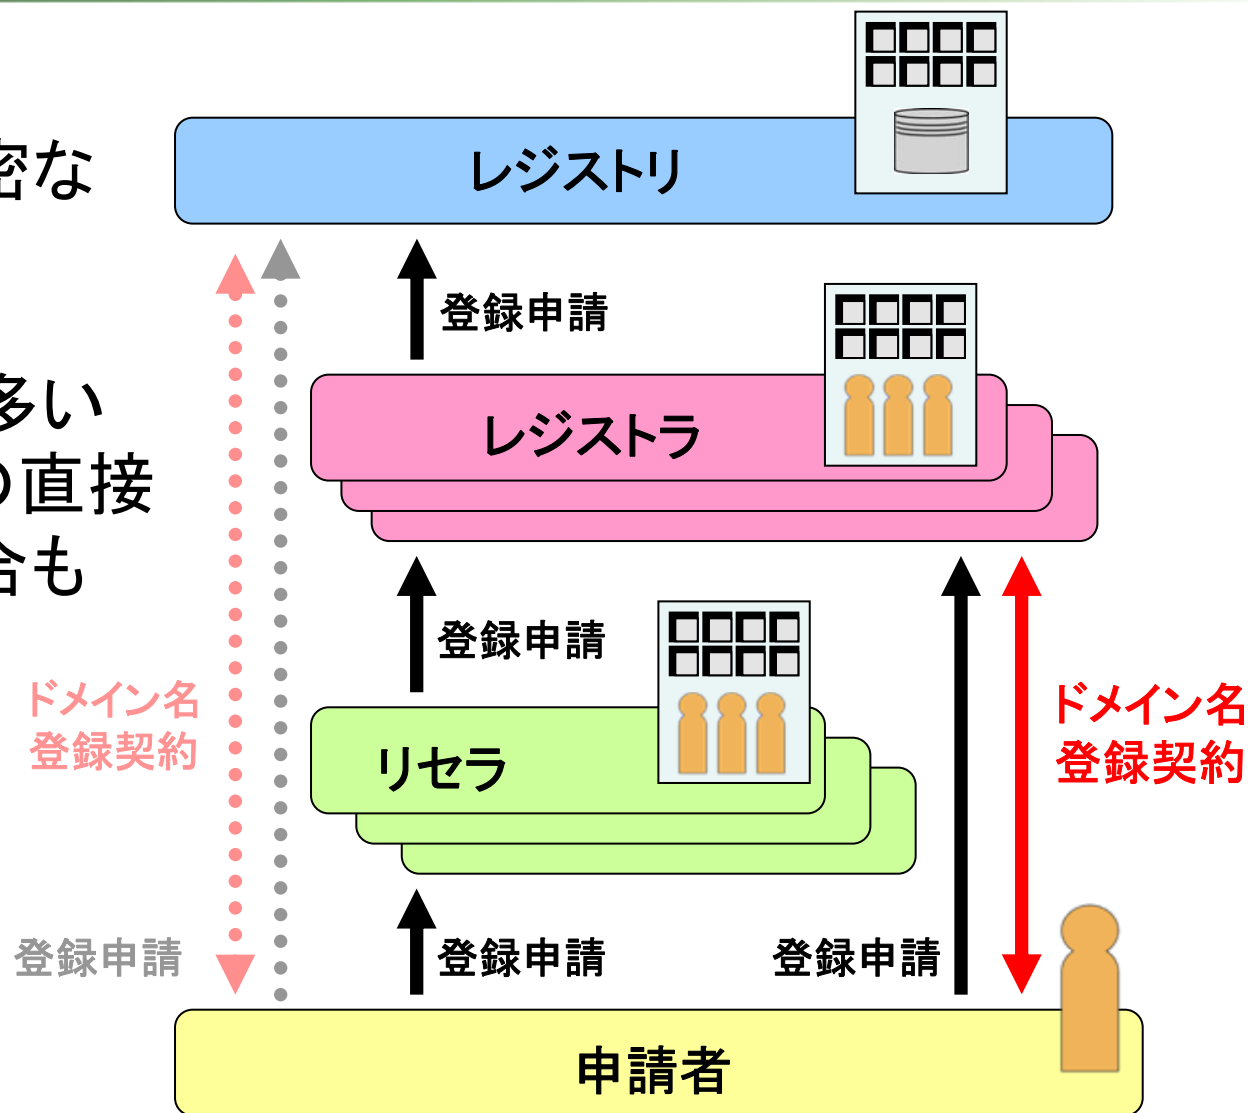 密な
レジストリ
登録申請
多い
の直接
合も
レジストラ
登録申請
ドメイン名
登録契約
ドメイン名
登録契約
リセラ
登録申請
登録申請
登録申請
申請者